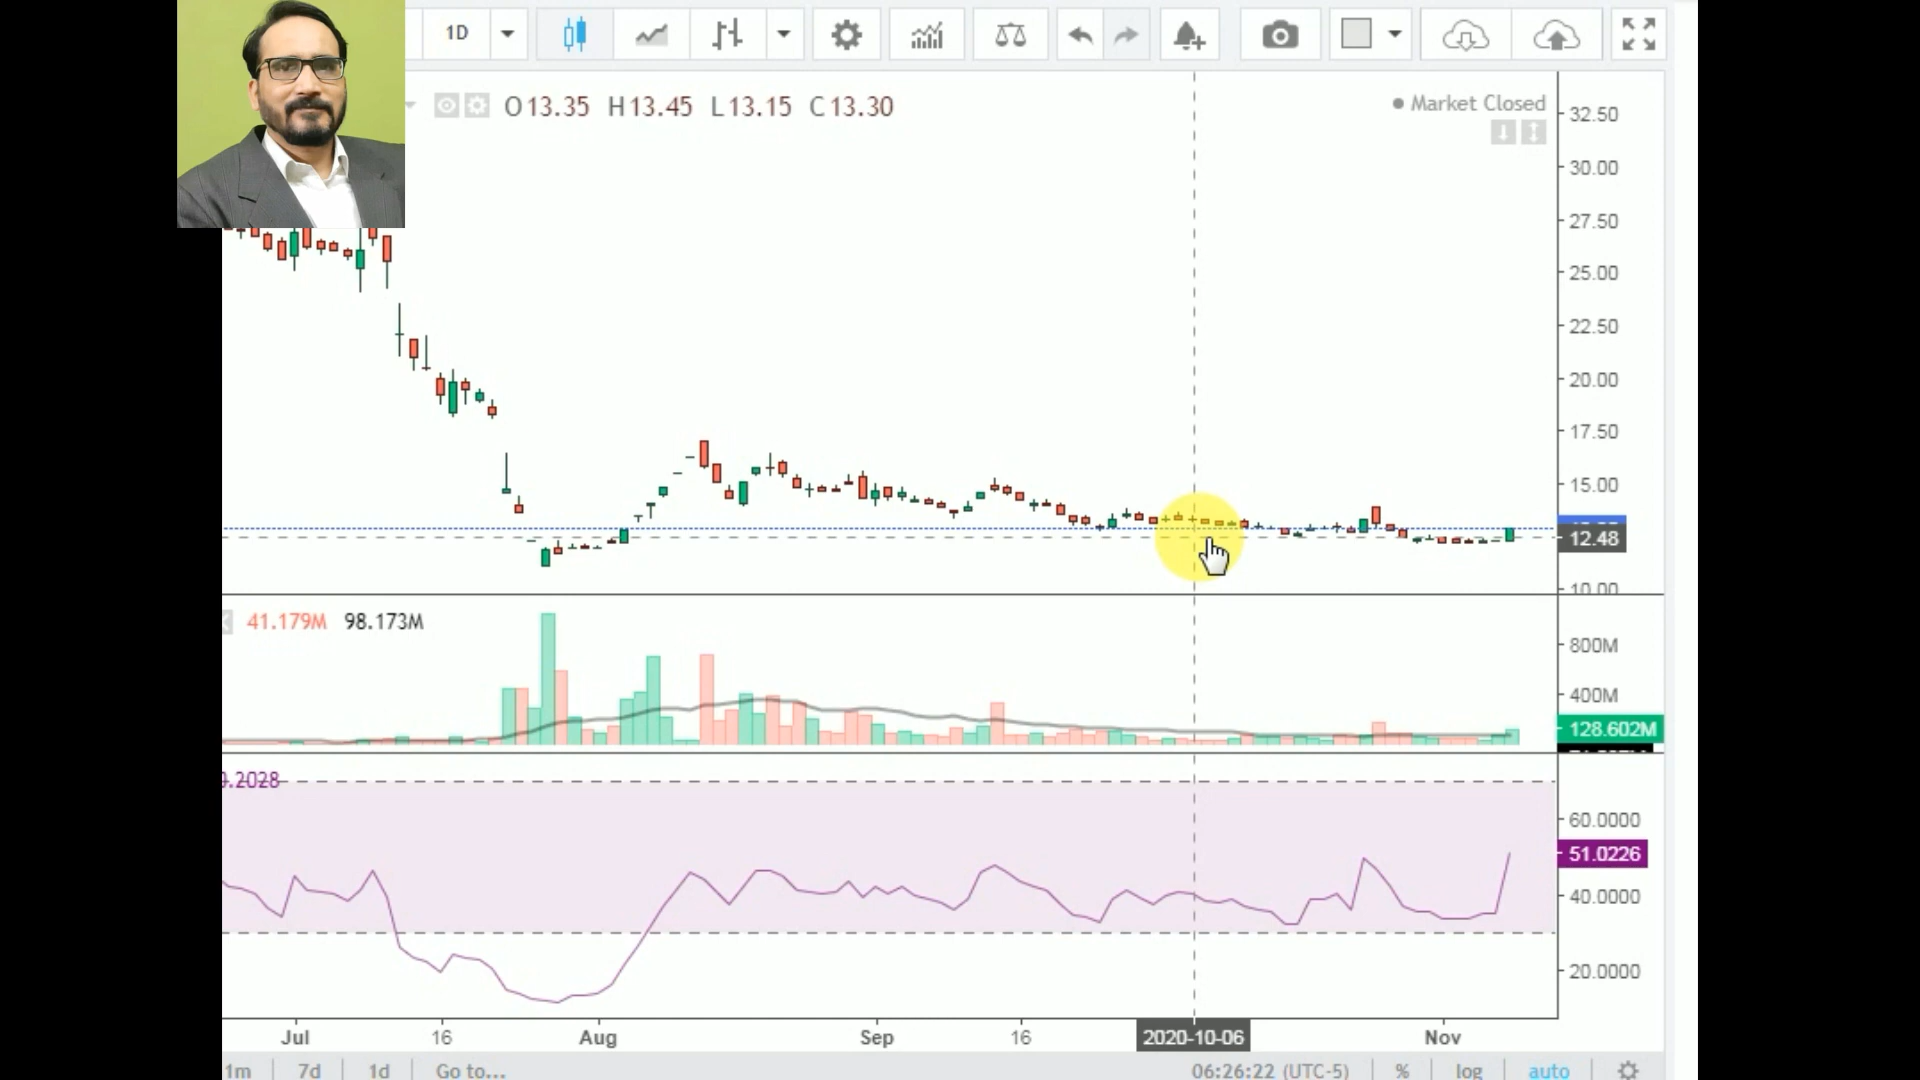 1D
O13.35 H13.45 L13.15 C13.30
Market Closed
32.50
30.00
27.50
25.00
22.50
20.00
17.50
15.00
12.48
10.00
41.179M 98.173M
800M
400M
128.602M
.2028
60.0000
51.0226
40.0000
20.0000
Jul 16 Aug Sep 16 2020-10-06 Nov
1m 7d 1d Go to... 06:26:22 (UTC-5) % log auto